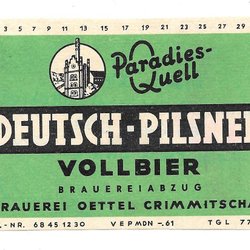 3 5 7 9 11 13 15 17 19 21 23 25 27 29
Paradies-
Quell
DEUTSCH-PILSNE
VOLLBIER
BRAUEREIABZUG
RAUEREI OETTEL CRIMMITSCHA
.-NR. 68451230 VEPMDN -.61 TGL 77